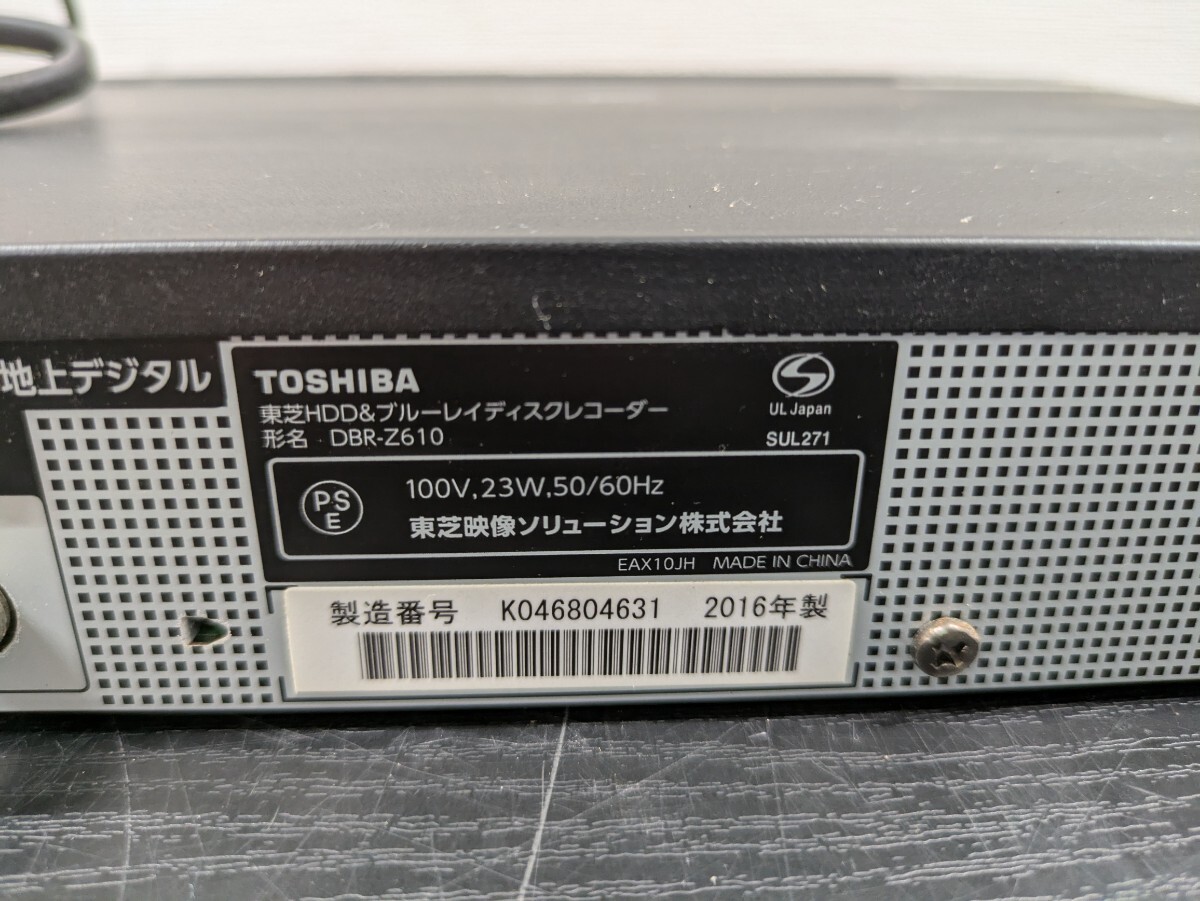 地上デジタル
TOSHIBA
東芝HDD&ブルーレイディスクレコーダー
形名 DBR-Z610
S
UL Japan
SUL271
PS
E
100V,23W,50/60Hz
東芝映像ソリューション株式会社
EAX10JH MADE IN CHINA
製造番号 K046804631 2016年製